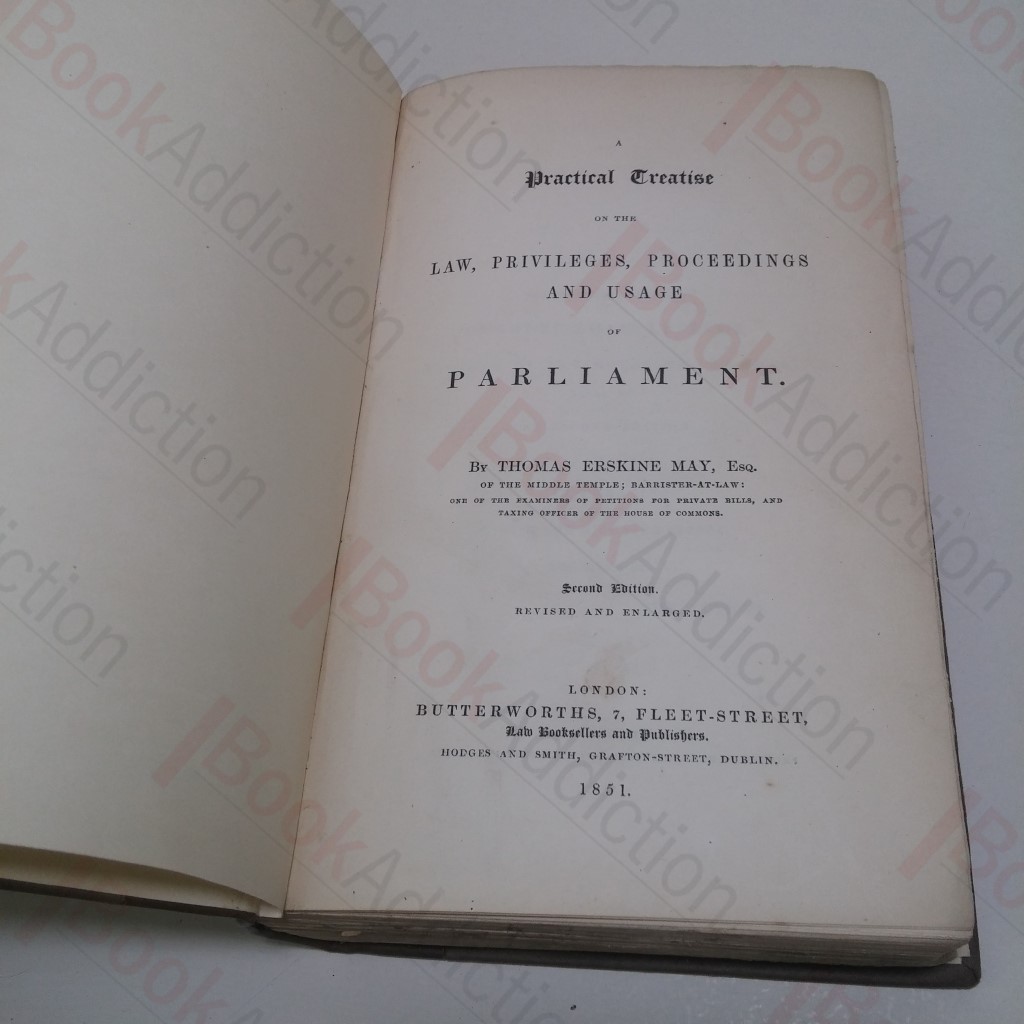 A
Practical Treatise
ON THE
LAW, PRIVILEGES, PROCEEDINGS
AND USAGE
OF
PARLIAMENT.
BY THOMAS ERSKINE MAY, ESQ.
OF THE MIDDLE TEMPLE; BARRISTER-AT-LAW:
ONE OF THE EXAMINERS OF PETITIONS FOR PRIVATE BILLS, AND
TAXING OFFICER OF THE HOUSE OF COMMONS.
Second Edition.
REVISED AND ENLARGED.
LONDON:
BUTTERWORTHS, 7, FLEET-STREET,
Law Booksellers and Publishers.
HODGES AND SMITH, GRAFTON-STREET, DUBLIN.
1851.
BookAddiction